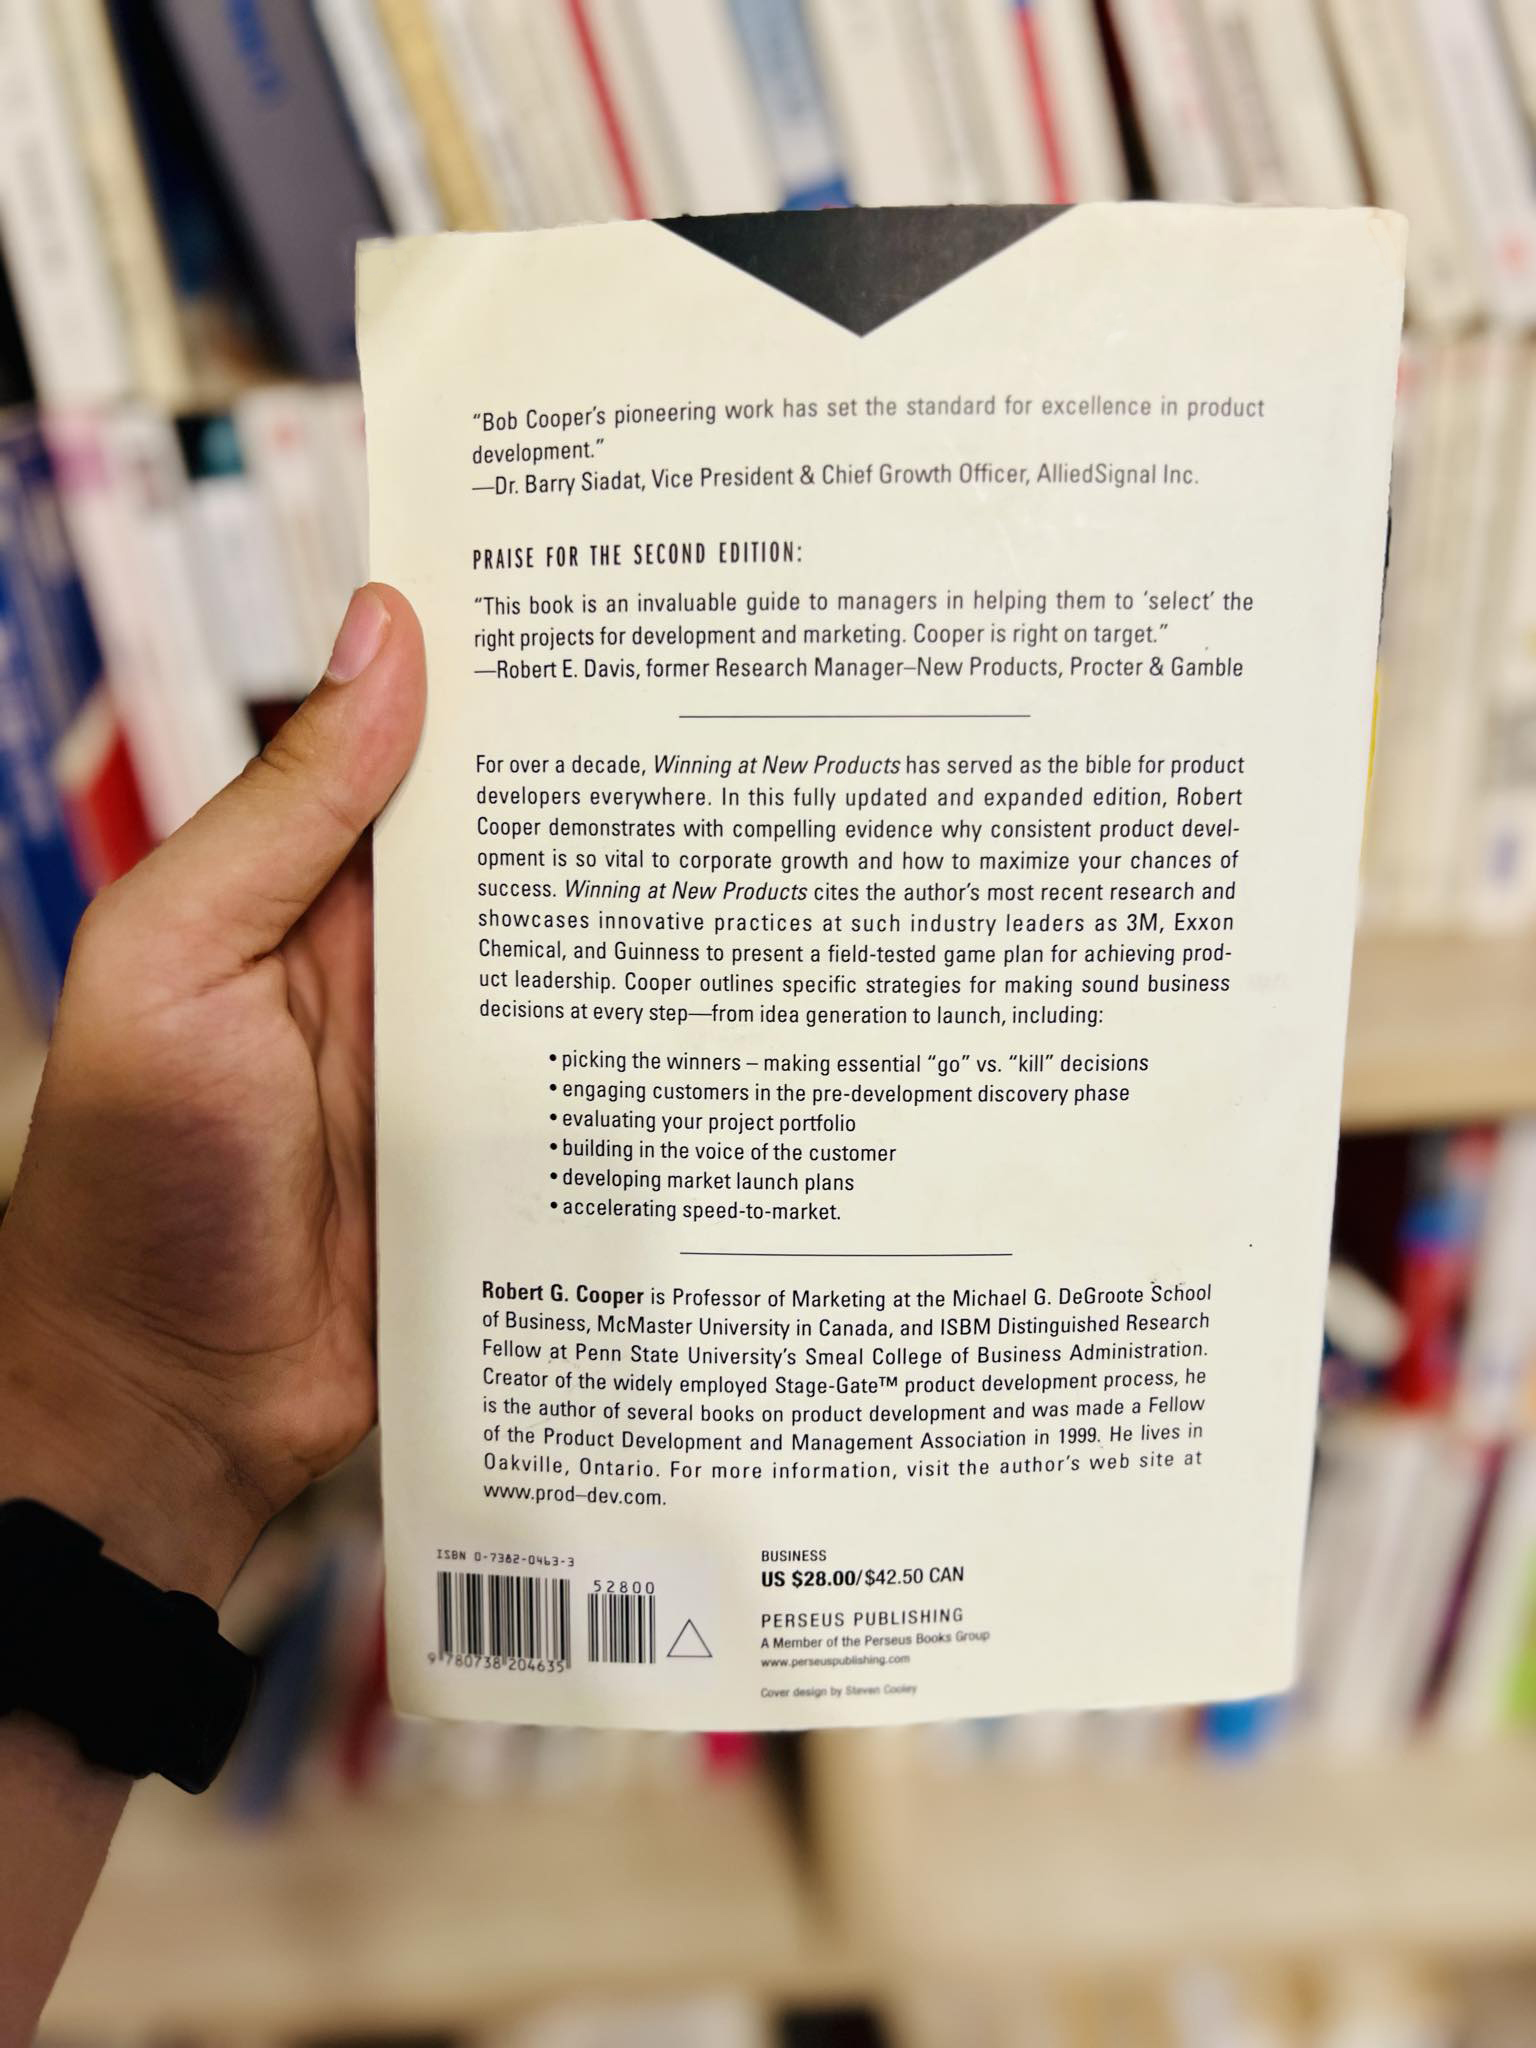 “Bob Cooper’s pioneering work has set the standard for excellence in product
development.”
—Dr. Barry Siadat, Vice President & Chief Growth Officer, AlliedSignal Inc.
PRAISE FOR THE SECOND EDITION:
“This book is an invaluable guide to managers in helping them to ‘select’ the
right projects for development and marketing. Cooper is right on target.”
—Robert E. Davis, former Research Manager–New Products, Procter & Gamble
For over a decade, Winning at New Products has served as the bible for product
developers everywhere. In this fully updated and expanded edition, Robert
Cooper demonstrates with compelling evidence why consistent product devel-
opment is so vital to corporate growth and how to maximize your chances of
success. Winning at New Products cites the author’s most recent research and
showcases innovative practices at such industry leaders as 3M, Exxon
Chemical, and Guinness to present a field-tested game plan for achieving prod-
uct leadership. Cooper outlines specific strategies for making sound business
decisions at every step—from idea generation to launch, including:
• picking the winners – making essential “go” vs. “kill” decisions
• engaging customers in the pre-development discovery phase
• evaluating your project portfolio
• building in the voice of the customer
• developing market launch plans
• accelerating speed-to-market.
Robert G. Cooper is Professor of Marketing at the Michael G. DeGroote School
of Business, McMaster University in Canada, and ISBM Distinguished Research
Fellow at Penn State University’s Smeal College of Business Administration.
Creator of the widely employed Stage-Gate™ product development process, he
is the author of several books on product development and was made a Fellow
of the Product Development and Management Association in 1999. He lives in
Oakville, Ontario. For more information, visit the author’s web site at
www.prod–dev.com.
ISBN 0-7382-0463-3
52800
9 780738 204635
BUSINESS
US $28.00/$42.50 CAN
PERSEUS PUBLISHING
A Member of the Perseus Books Group
www.perseuspublishing.com
Cover design by Steven Cooley